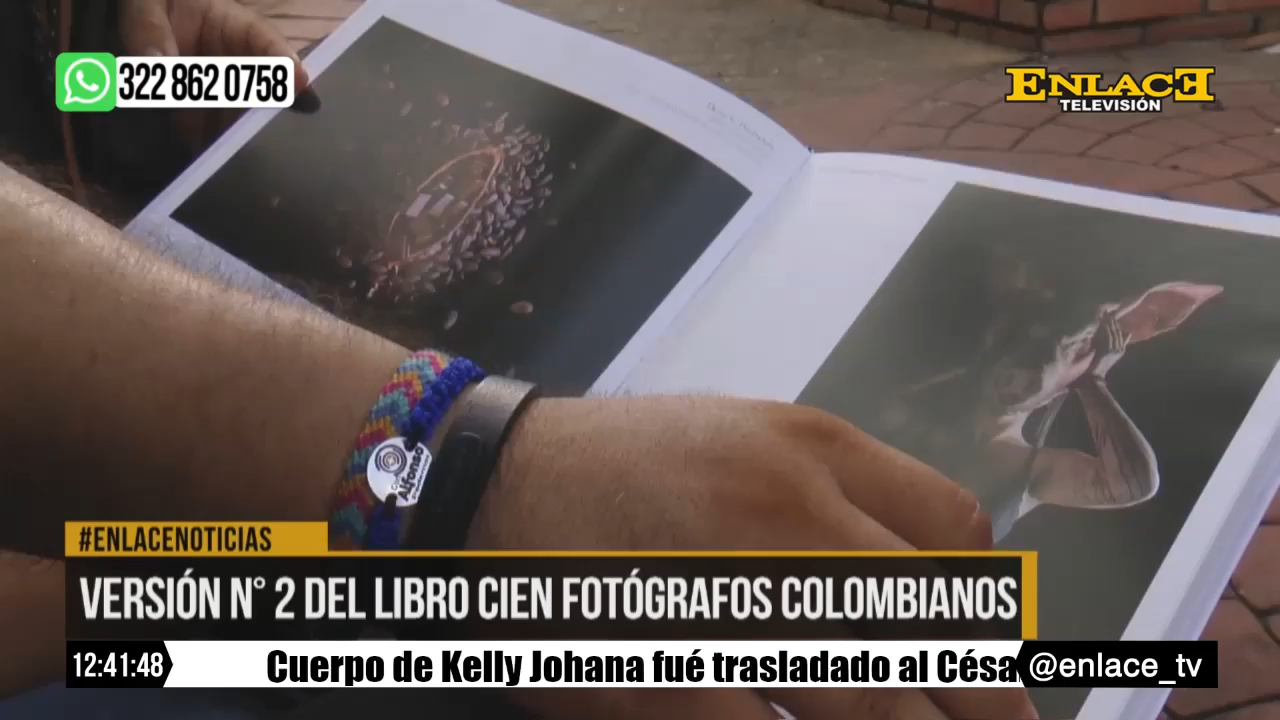 322 862 0758
ENLACE
TELEVISIÓN
Alfonso
#ENLACENOTICIAS
VERSIÓN N° 2 DEL LIBRO CIEN FOTÓGRAFOS COLOMBIANOS
12:41:48
Cuerpo de Kelly Johana fué trasladado al Césa
@enlace_tv